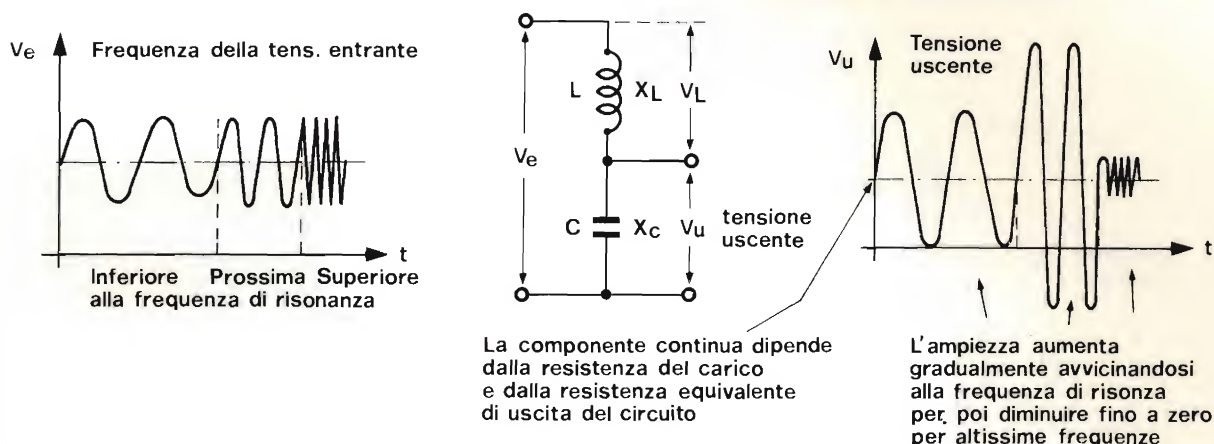 Ve
Frequenza della tens. entrante
t
Inferiore Prossima Superiore
alla frequenza di risonanza
L XL VL
Ve
C Xc Vu
tensione
uscente
La componente continua dipende
dalla resistenza del carico
e dalla resistenza equivalente
di uscita del circuito
Vu
Tensione
uscente
t
L'ampiezza aumenta
gradualmente avvicinandosi
alla frequenza di risonza
per. poi diminuire fino a zero
per altissime frequenze